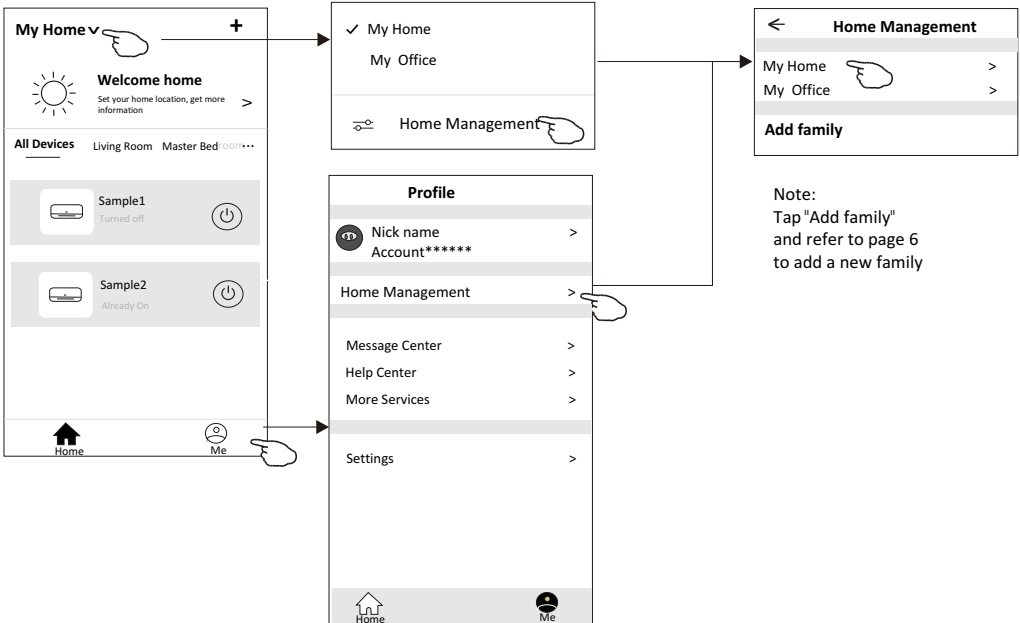 My Home
+
Welcome home
Set your home location, get more
information
>
All Devices Living Room Master Bedroom ...
Sample1
Turned off
Sample2
Already On
Home
Me
✓ My Home
My Office
Home Management
Profile
Nick name >
Account******
Home Management >
Message Center >
Help Center >
More Services >
Settings >
Home
Me
Home Management
My Home >
My Office >
Add family
Note:
Tap "Add family"
and refer to page 6
to add a new family